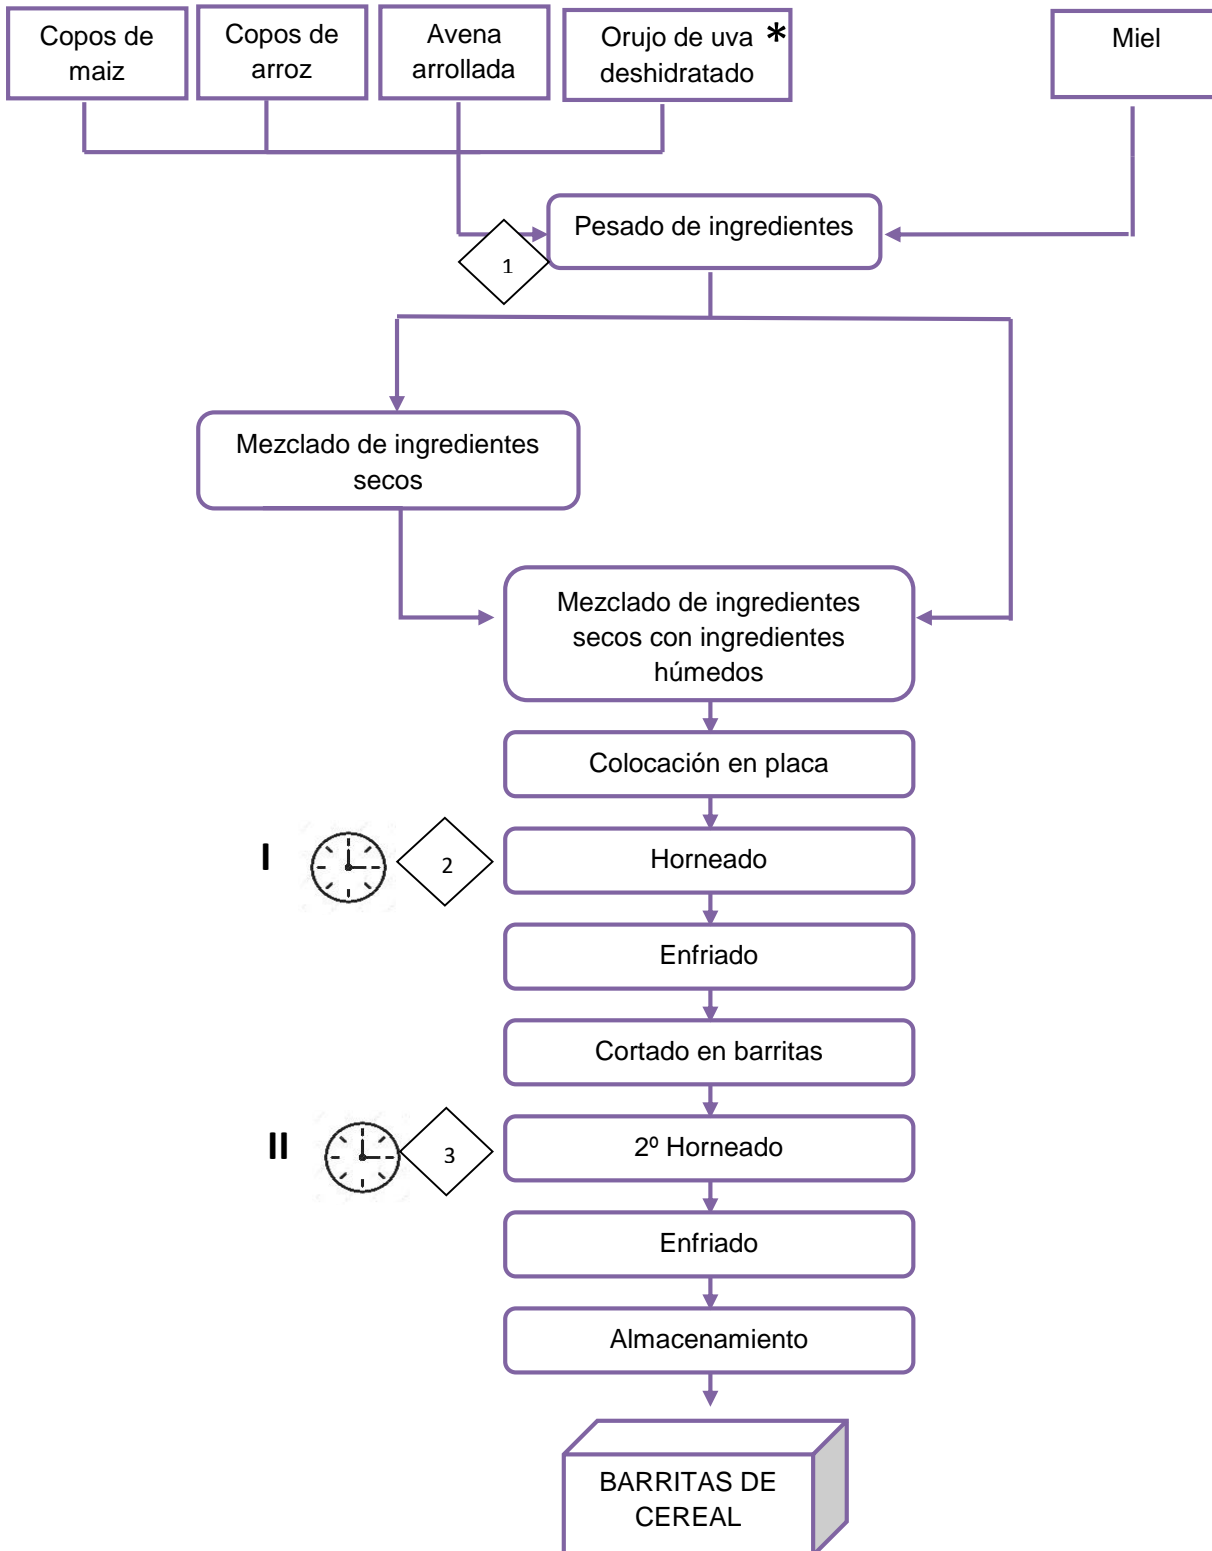 Copos de
maiz
Copos de
arroz
Avena
arrollada
Orujo de uva *
deshidratado
Miel
Pesado de ingredientes
1
Mezclado de ingredientes
secos
Mezclado de ingredientes
secos con ingredientes
húmedos
Colocación en placa
I
2
Horneado
Enfriado
Cortado en barritas
II
3
2º Horneado
Enfriado
Almacenamiento
BARRITAS DE
CEREAL